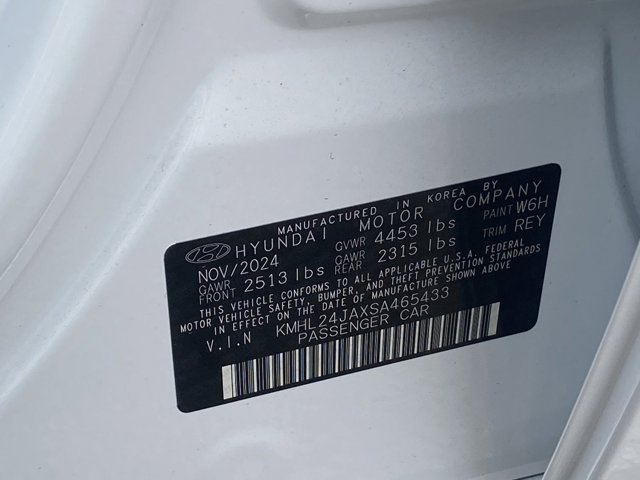 MANUFACTURED IN KOREA BY
HYUNDAI MOTOR COMPANY
NOV/2024 GVWR 4453 lbs PAINT W6H
GAWR FRONT 2513 lbs GAWR REAR 2315 lbs TRIM REY
THIS VEHICLE CONFORMS TO ALL APPLICABLE U.S.A. FEDERAL
MOTOR VEHICLE SAFETY, BUMPER, AND THEFT PREVENTION STANDARDS
IN EFFECT ON THE DATE OF MANUFACTURE SHOWN ABOVE
V.I.N KMHL24JAXSA465433
PASSENGER CAR